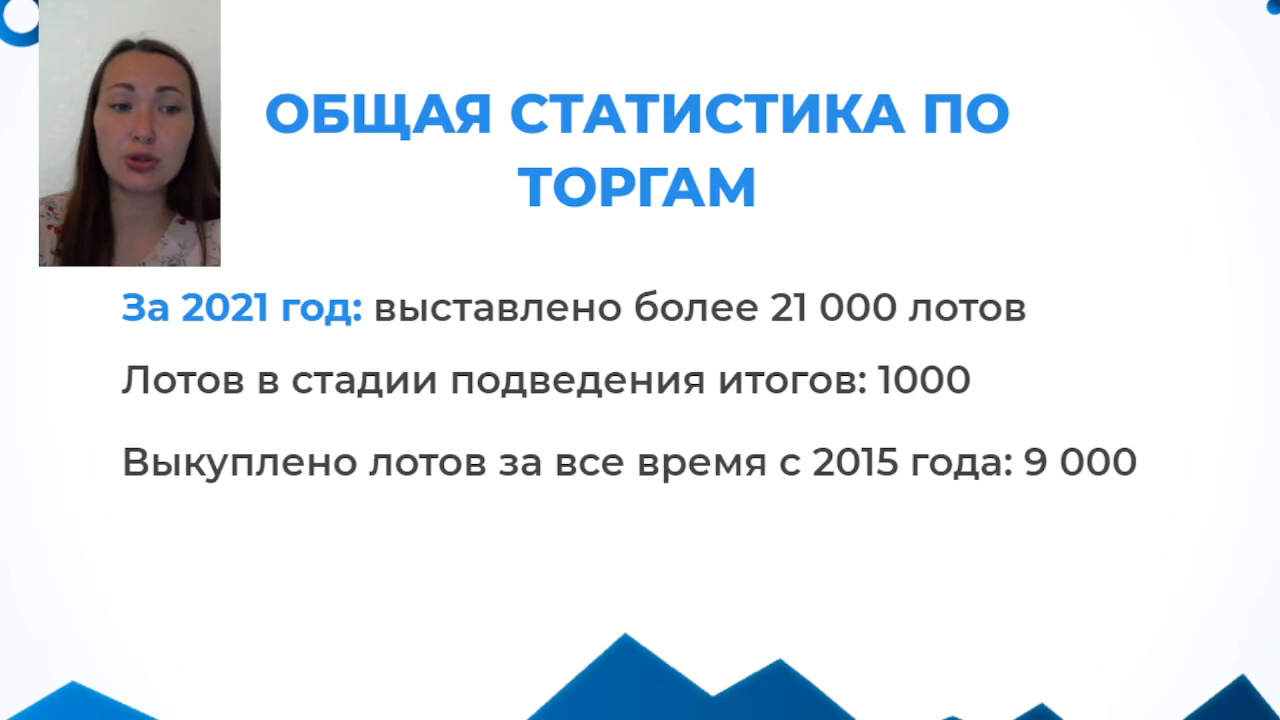 ОБЩАЯ СТАТИСТИКА ПО
ТОРГАМ
За 2021 год: выставлено более 21 000 лотов
Лотов в стадии подведения итогов: 1000
Выкуплено лотов за все время с 2015 года: 9 000